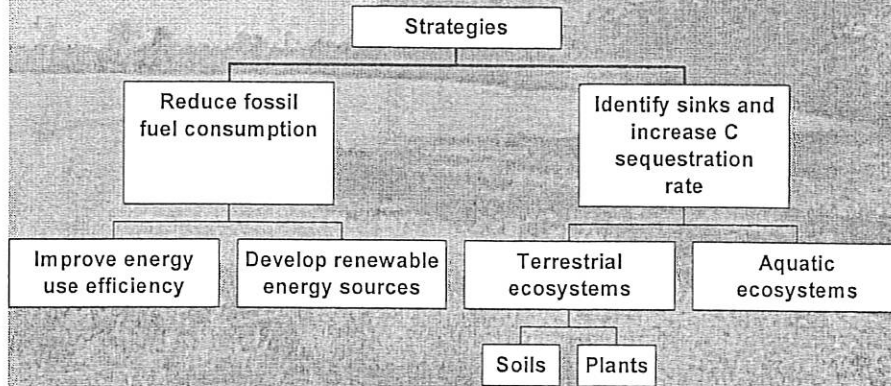 Strategies
Reduce fossil
fuel consumption
Identify sinks and
increase C
sequestration
rate
Improve energy
use efficiency
Develop renewable
energy sources
Terrestrial
ecosystems
Aquatic
ecosystems
Soils
Plants